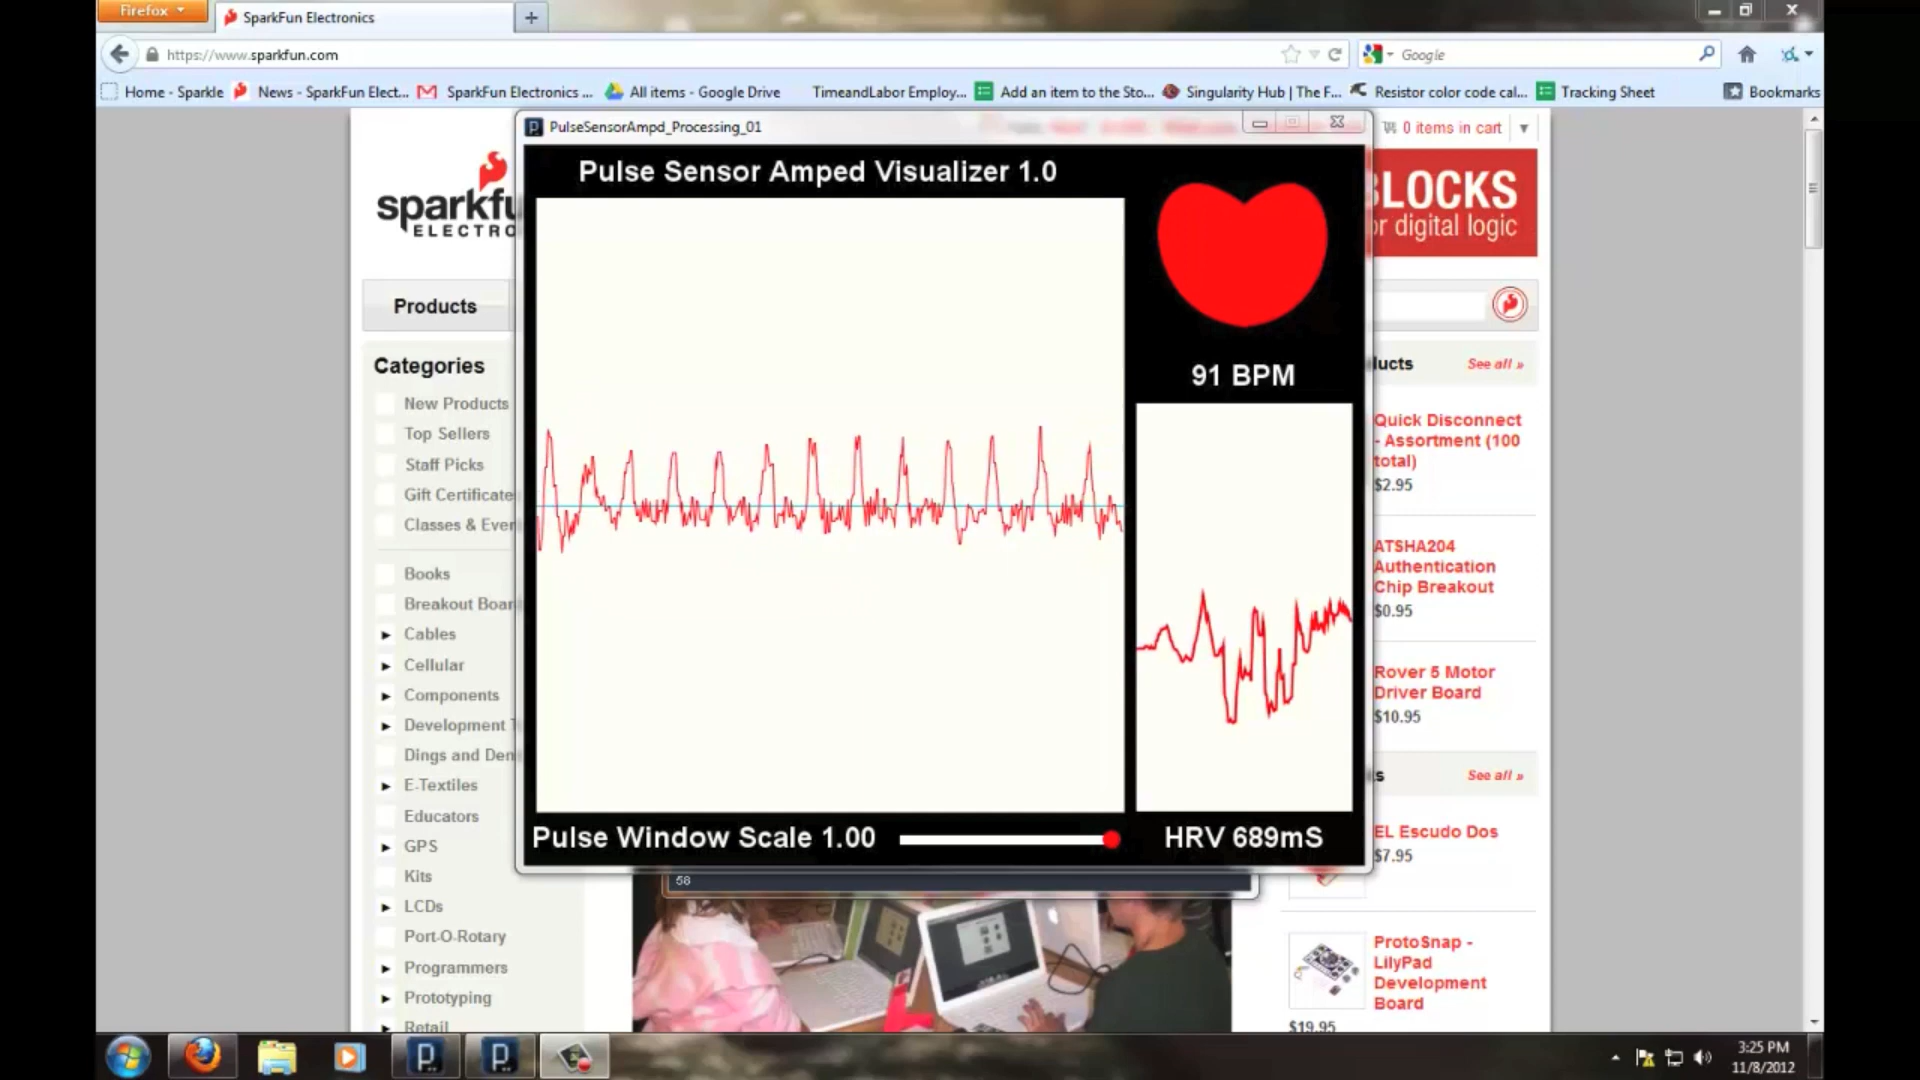 Firefox
SparkFun Electronics
https://www.sparkfun.com
Google
Home - Sparkle
News - SparkFun Elect...
SparkFun Electronics ...
All items - Google Drive
TimeandLabor Employ...
Add an item to the Sto...
Singularity Hub | The F...
Resistor color code cal...
Tracking Sheet
Bookmarks
PulseSensorAmpd_Processing_01
0 items in cart
Pulse Sensor Amped Visualizer 1.0
sparkfu
ELECTRO
LOCKS
or digital logic
91 BPM
Products
Categories
New Products
Top Sellers
Staff Picks
Gift Certificate
Classes & Even
Books
Breakout Boar
Cables
Cellular
Components
Development T
Dings and Den
E-Textiles
Educators
GPS
Kits
LCDs
Port-O-Rotary
Programmers
Prototyping
Retail
Pulse Window Scale 1.00
HRV 689mS
58
ducts
See all »
Quick Disconnect
- Assortment (100
total)
$2.95
ATSHA204
Authentication
Chip Breakout
$0.95
Rover 5 Motor
Driver Board
$10.95
s
See all »
EL Escudo Dos
$7.95
ProtoSnap -
LilyPad
Development
Board
$19.95
3:25 PM
11/8/2012